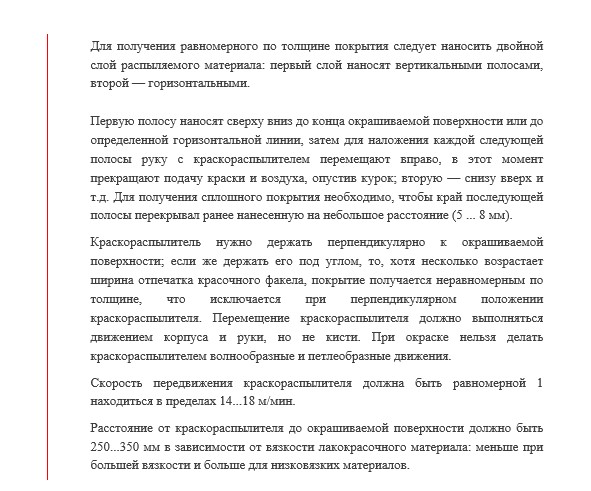 Для получения равномерного по толщине покрытия следует наносить двойной
слой распыляемого материала: первый слой наносят вертикальными полосами,
второй — горизонтальными.
Первую полосу наносят сверху вниз до конца окрашиваемой поверхности или до
определенной горизонтальной линии, затем для наложения каждой следующей
полосы руку с краскораспылителем перемещают вправо, в этот момент
прекращают подачу краски и воздуха, опустив курок; вторую — снизу вверх и
т.д. Для получения сплошного покрытия необходимо, чтобы край последующей
полосы перекрывал ранее нанесенную на небольшое расстояние (5 ... 8 мм).
Краскораспылитель нужно держать перпендикулярно к окрашиваемой
поверхности; если же держать его под углом, то, хотя несколько возрастает
ширина отпечатка красочного факела, покрытие получается неравномерным по
толщине, что исключается при перпендикулярном положении
краскораспылителя. Перемещение краскораспылителя должно выполняться
движением корпуса и руки, но не кисти. При окраске нельзя делать
краскораспылителем волнообразные и петлеобразные движения.
Скорость передвижения краскораспылителя должна быть равномерной 1
находиться в пределах 14...18 м/мин.
Расстояние от краскораспылителя до окрашиваемой поверхности должно быть
250...350 мм в зависимости от вязкости лакокрасочного материала: меньше при
большей вязкости и больше для низковязких материалов.